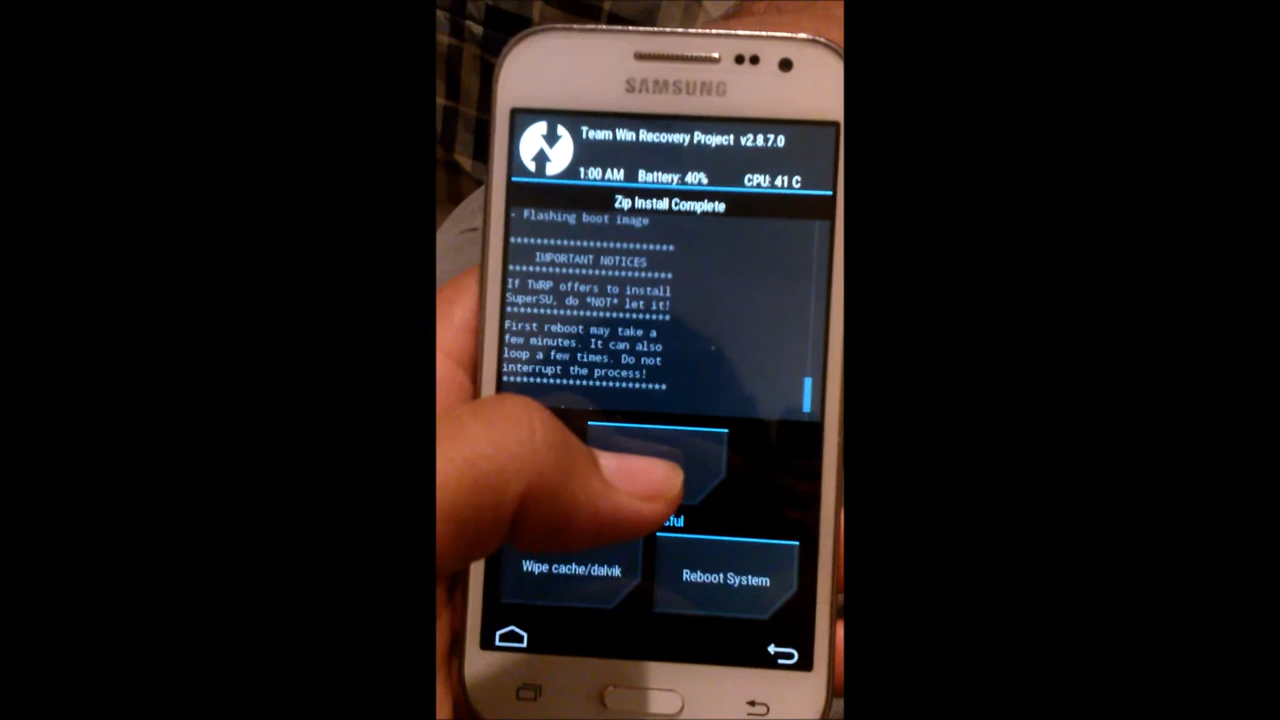 SAMSUNG
Team Win Recovery Project v2.8.7.0
1:00 AM Battery: 40% CPU: 41 C
Zip Install Complete
- Flashing boot image
*************************
IMPORTANT NOTICES
*************************
If TWRP offers to install
SuperSU, do *NOT* let it!
*************************
First reboot may take a
few minutes. It can also
loop a few times. Do not
interrupt the process!
*************************
sful
Wipe cache/dalvik
Reboot System